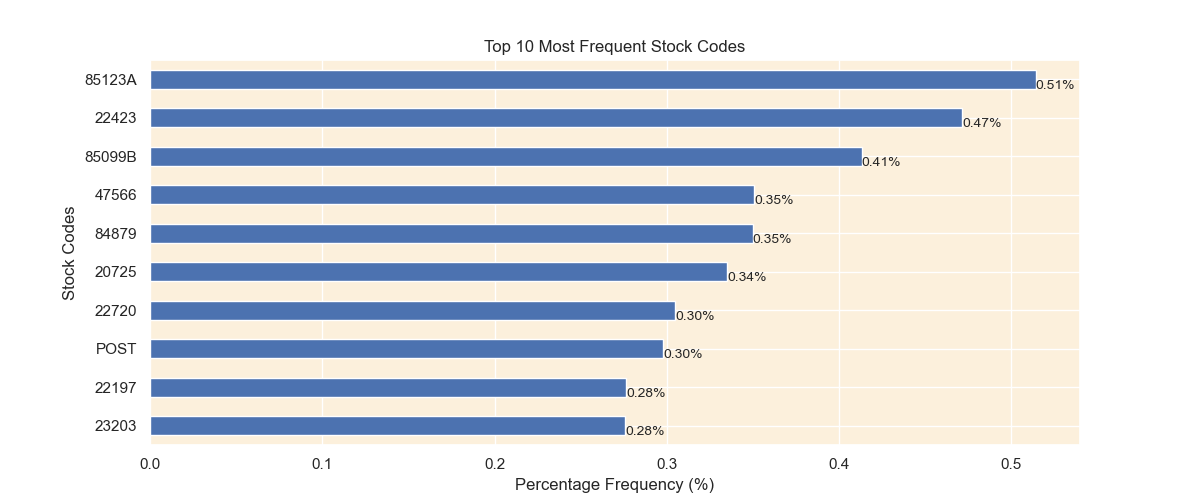 Top 10 Most Frequent Stock Codes
85123A
0.51%
22423
0.47%
85099B
0.41%
47566
0.35%
84879
0.35%
20725
0.34%
22720
0.30%
POST
0.30%
22197
0.28%
23203
0.28%
Stock Codes
0.0 0.1 0.2 0.3 0.4 0.5
Percentage Frequency (%)